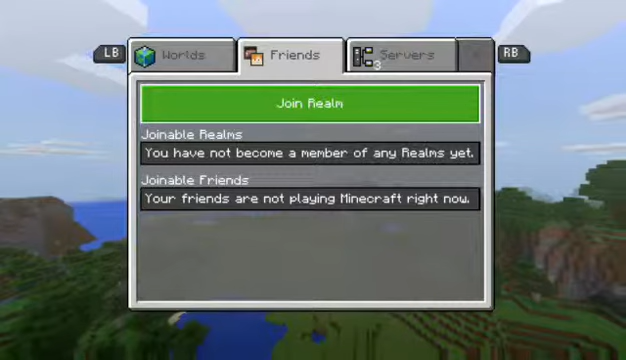 LB
Worlds
Friends
Servers
3
RB
Join Realm
Joinable Realms
You have not become a member of any Realms yet.
Joinable Friends
Your friends are not playing Minecraft right now.